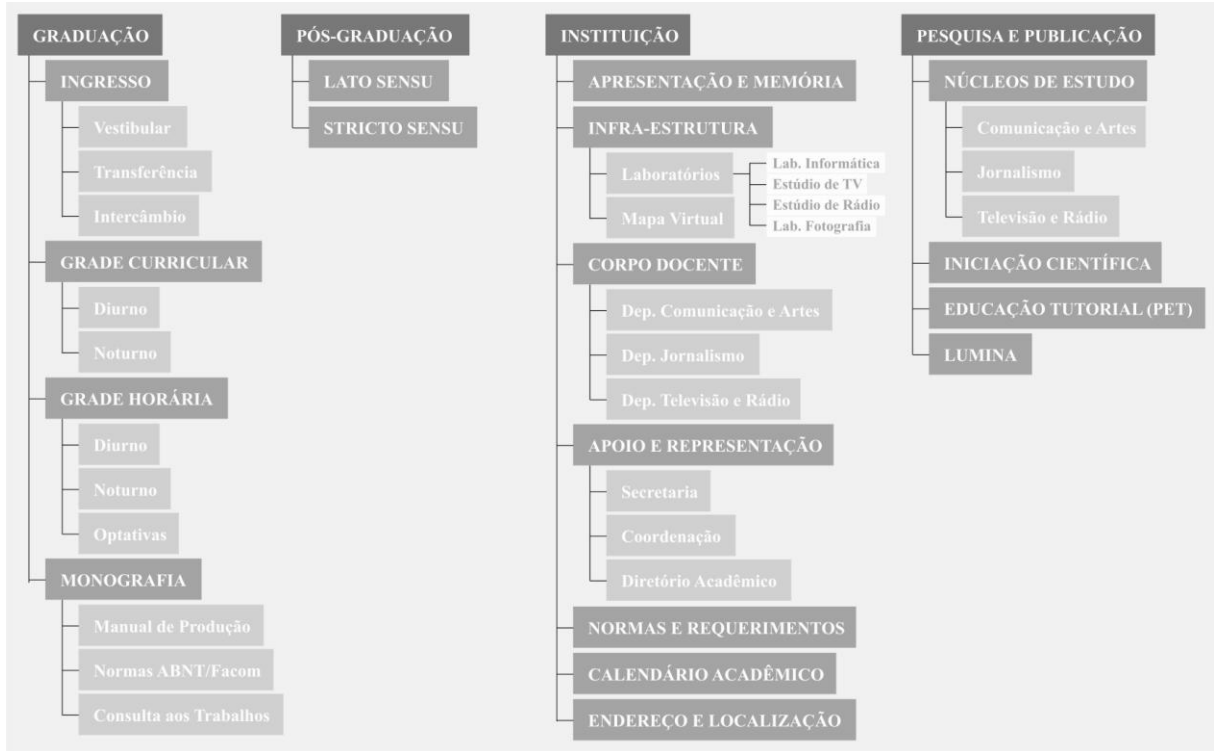 GRADUAÇÃO
INGRESSO
Vestibular
Transferência
Intercâmbio
GRADE CURRICULAR
Diurno
Noturno
GRADE HORÁRIA
Diurno
Noturno
Optativas
MONOGRAFIA
Manual de Produção
Normas ABNT/Facom
Consulta aos Trabalhos
PÓS-GRADUAÇÃO
LATO SENSU
STRICTO SENSU
INSTITUIÇÃO
APRESENTAÇÃO E MEMÓRIA
INFRA-ESTRUTURA
Laboratórios
Lab. Informática
Estúdio de TV
Estúdio de Rádio
Lab. Fotografia
Mapa Virtual
CORPO DOCENTE
Dep. Comunicação e Artes
Dep. Jornalismo
Dep. Televisão e Rádio
APOIO E REPRESENTAÇÃO
Secretaria
Coordenação
Diretório Acadêmico
NORMAS E REQUERIMENTOS
CALENDÁRIO ACADÊMICO
ENDEREÇO E LOCALIZAÇÃO
PESQUISA E PUBLICAÇÃO
NÚCLEOS DE ESTUDO
Comunicação e Artes
Jornalismo
Televisão e Rádio
INICIAÇÃO CIENTÍFICA
EDUCAÇÃO TUTORIAL (PET)
LUMINA